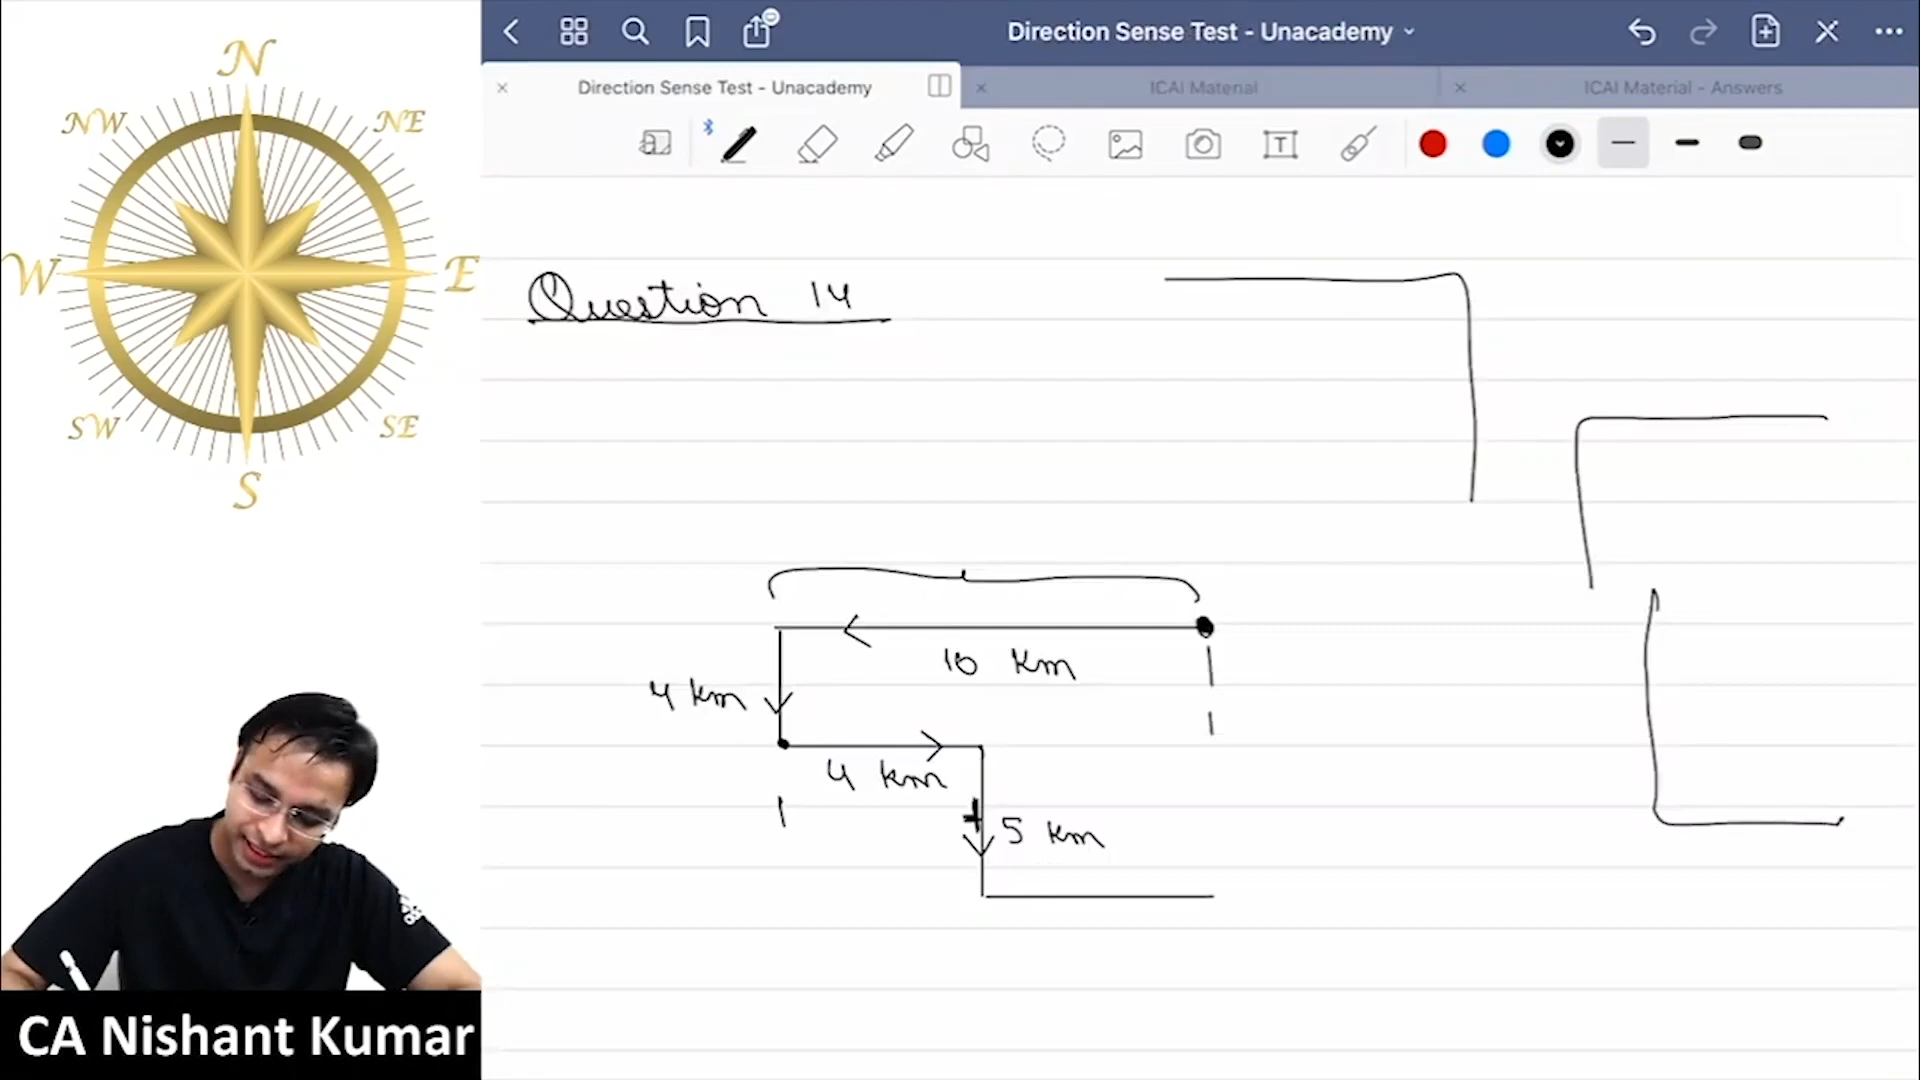 N
NW
NE
W
E
SW
SE
S
CA Nishant Kumar
Direction Sense Test - Unacademy
Direction Sense Test - Unacademy
ICAI Material
ICAI Material - Answers
T
Question 14
10 km
4 km
4 km
5 km